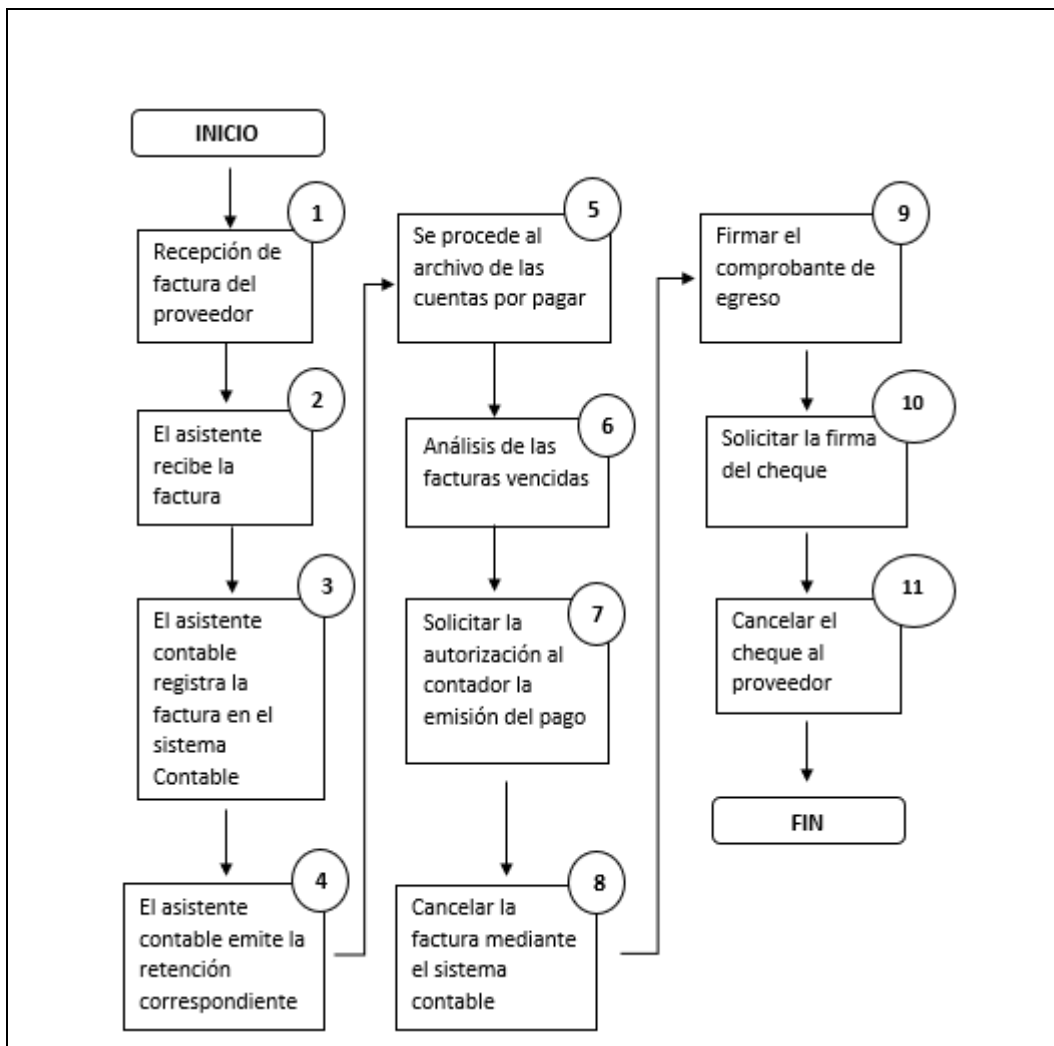 INICIO
1
Recepción de
factura del
proveedor
2
El asistente
recibe la
factura
3
El asistente
contable
registra la
factura en el
sistema
Contable
4
El asistente
contable emite la
retención
correspondiente
5
Se procede al
archivo de las
cuentas por pagar
6
Análisis de las
facturas vencidas
7
Solicitar la
autorización al
contador la
emisión del pago
8
Cancelar la
factura mediante
el sistema
contable
9
Firmar el
comprobante de
egreso
10
Solicitar la firma
del cheque
11
Cancelar el
cheque al
proveedor
FIN